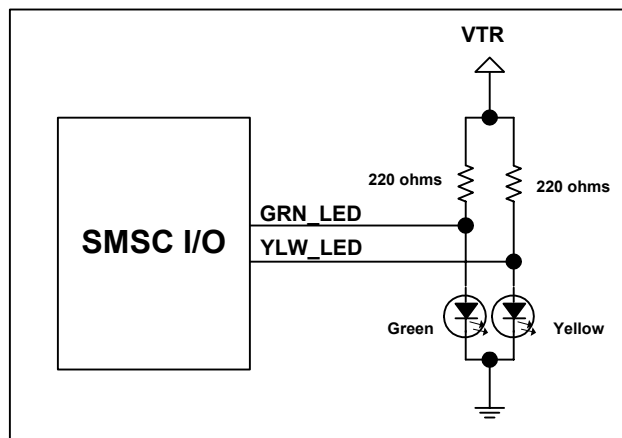 VTR
220 ohms
220 ohms
GRN_LED
SMSC I/O
YLW_LED
Green
Yellow